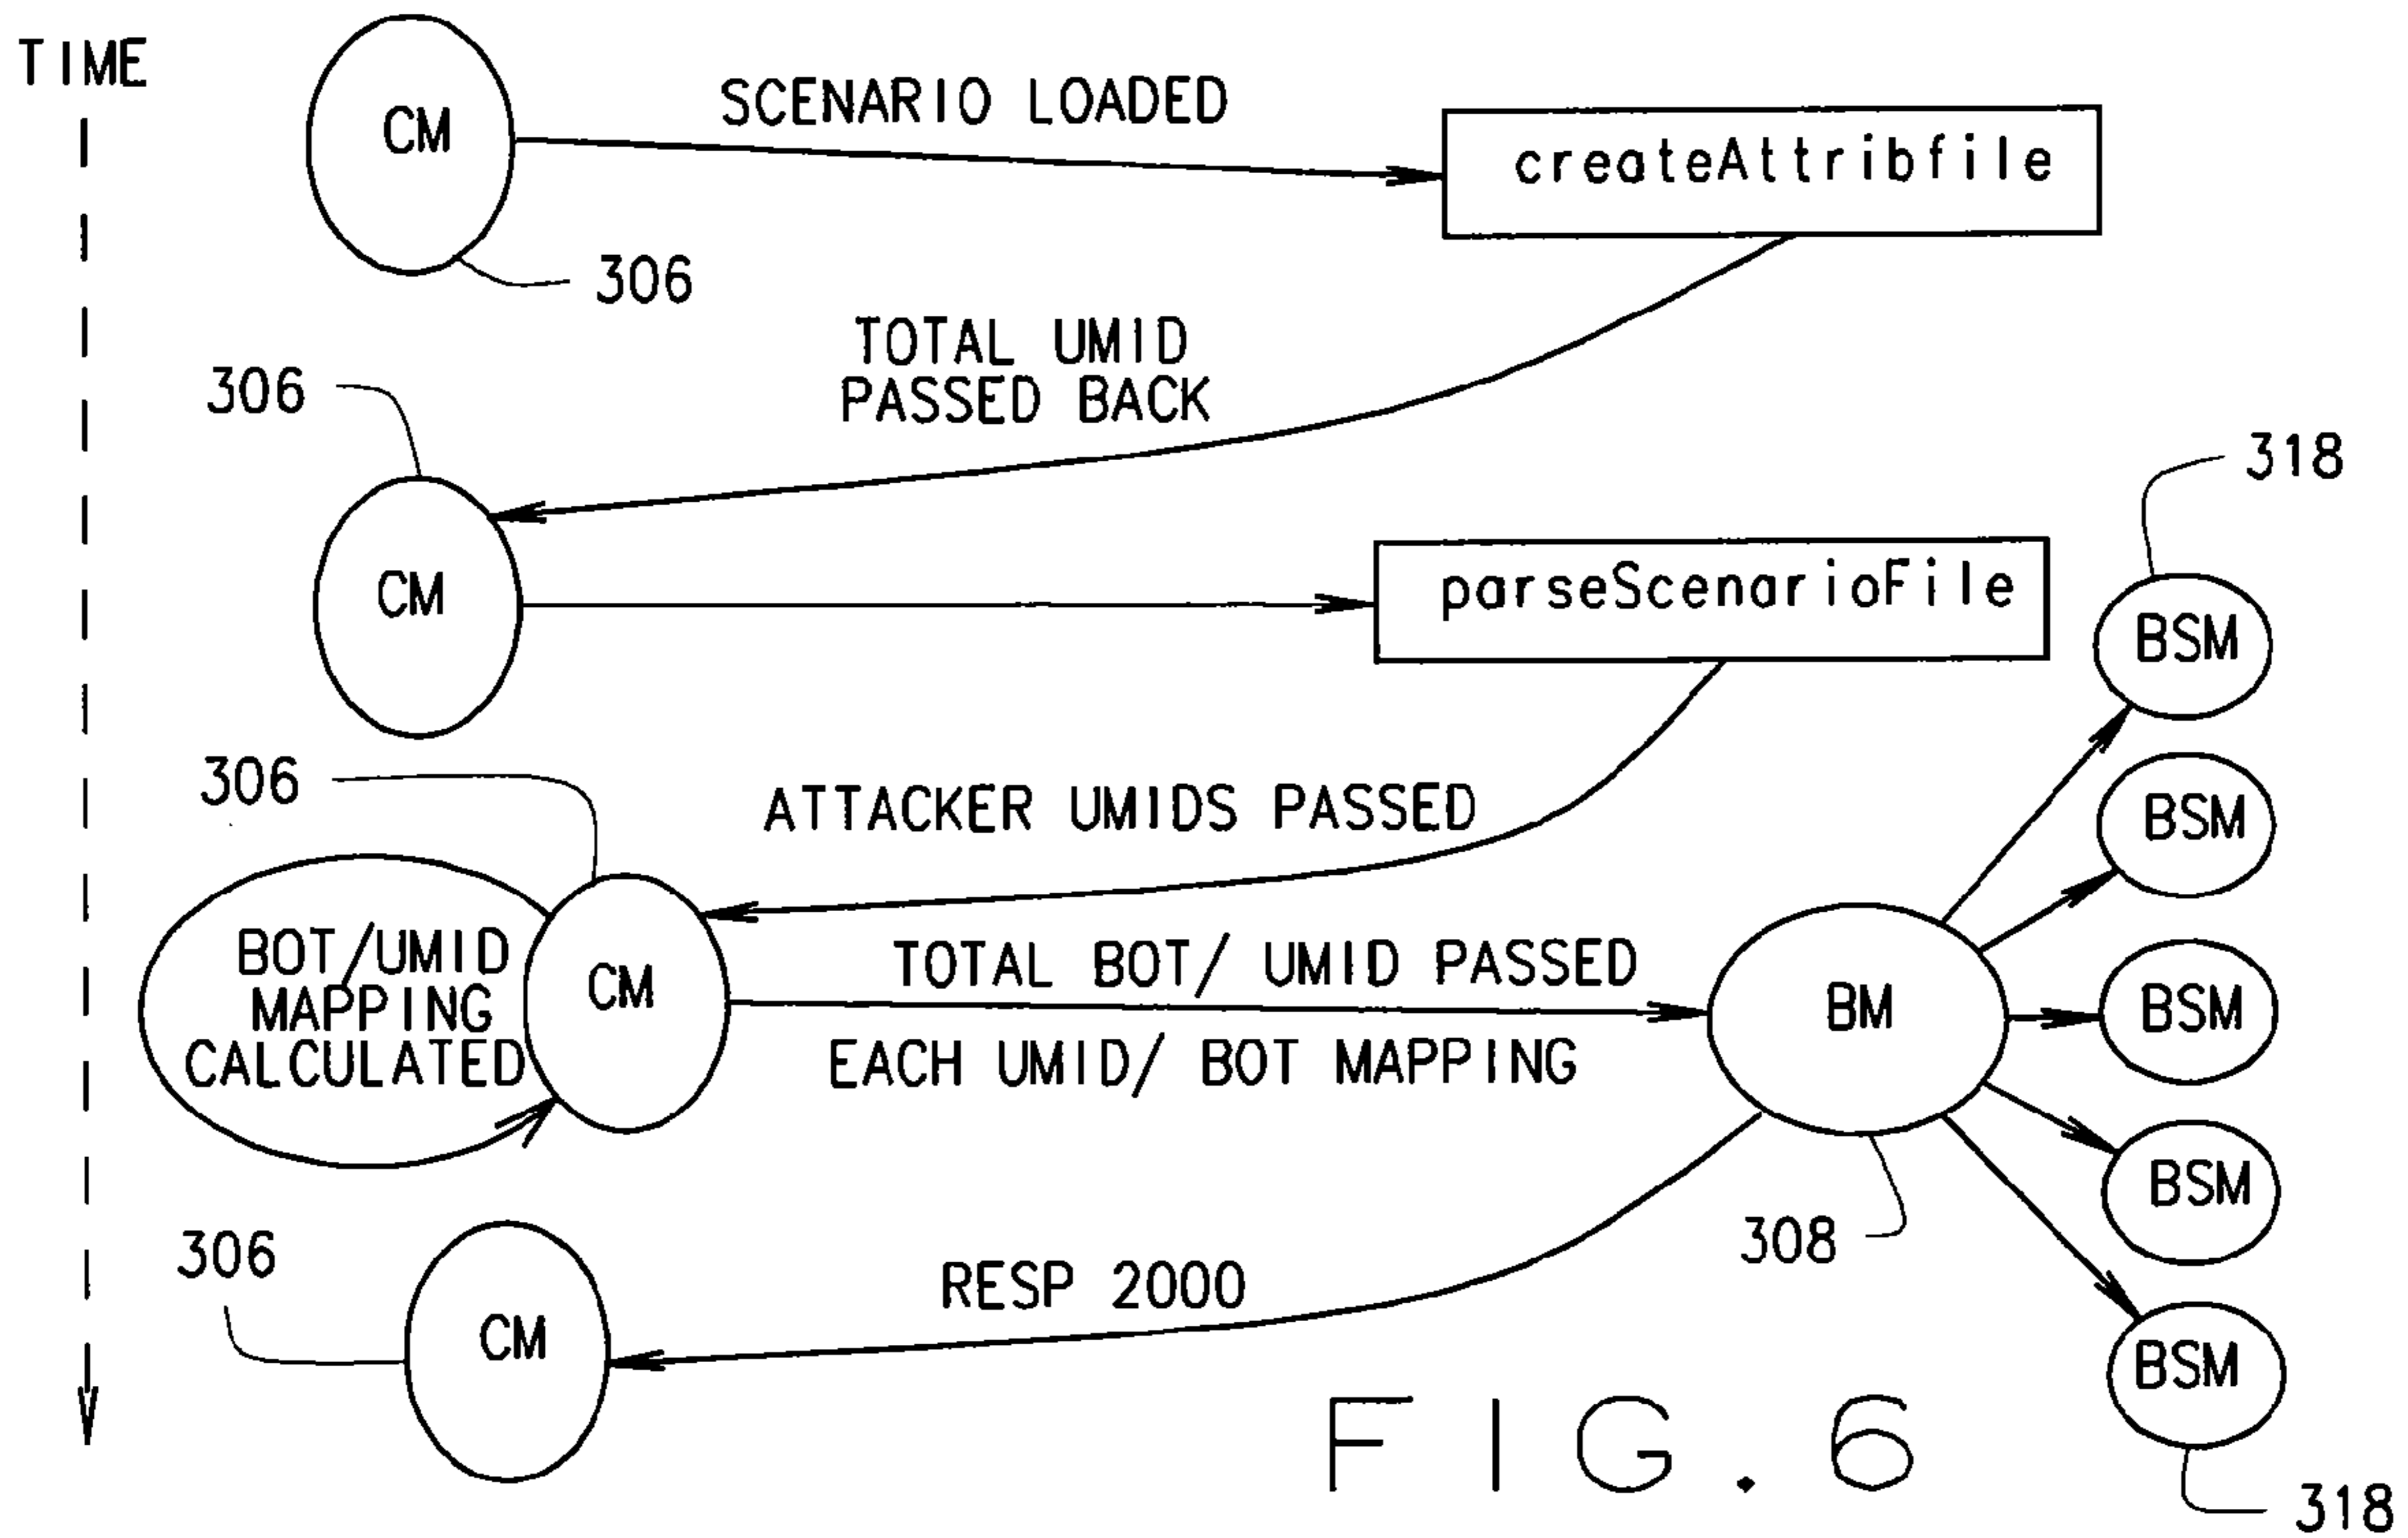 TIME
CM
SCENARIO LOADED
createAttribfile
306
TOTAL UMID
PASSED BACK
306
318
CM
parseScenarioFile
BSM
306
ATTACKER UMIDS PASSED
BSM
BOT/UMID
MAPPING
CALCULATED
CM
TOTAL BOT/ UMID PASSED
EACH UMID/ BOT MAPPING
BM
BSM
308
BSM
306
RESP 2000
CM
BSM
FIG.6
318